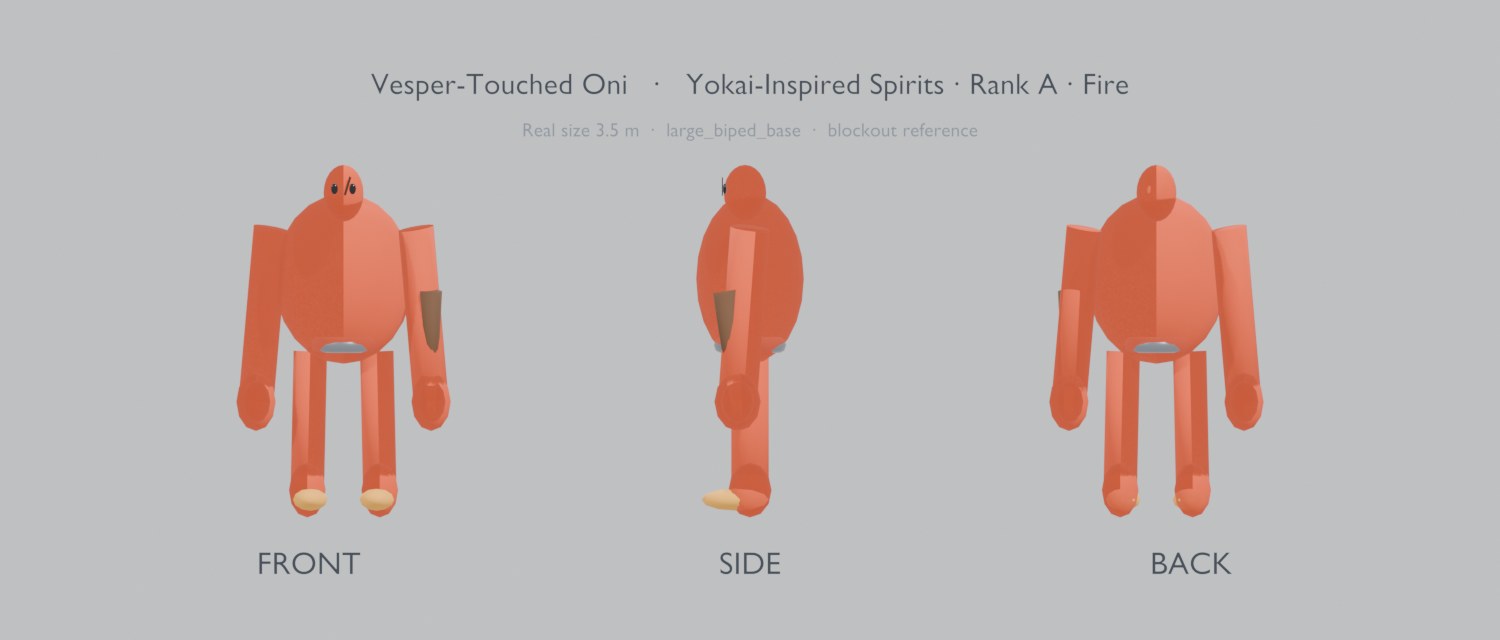 Vesper-Touched Oni · Yokai-Inspired Spirits · Rank A · Fire
Real size 3.5 m · large_biped_base · blockout reference
FRONT
SIDE
BACK